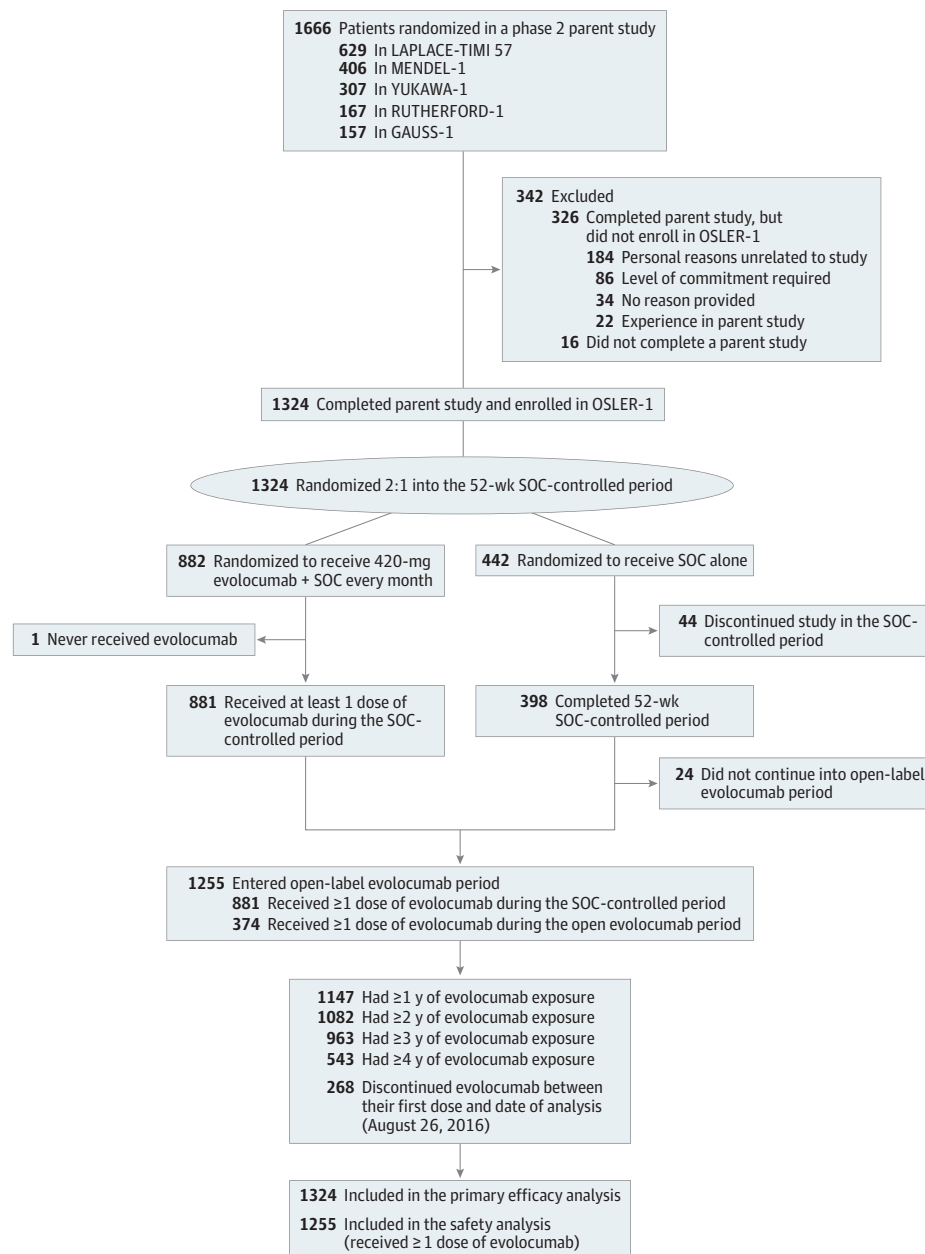 1666 Patients randomized in a phase 2 parent study
629 In LAPLACE-TIMI 57
406 In MENDEL-1
307 In YUKAWA-1
167 In RUTHERFORD-1
157 In GAUSS-1
342 Excluded
326 Completed parent study, but
did not enroll in OSLER-1
184 Personal reasons unrelated to study
86 Level of commitment required
34 No reason provided
22 Experience in parent study
16 Did not complete a parent study
1324 Completed parent study and enrolled in OSLER-1
1324 Randomized 2:1 into the 52-wk SOC-controlled period
882 Randomized to receive 420-mg
evolocumab + SOC every month
442 Randomized to receive SOC alone
1 Never received evolocumab
44 Discontinued study in the SOC-
controlled period
881 Received at least 1 dose of
evolocumab during the SOC-
controlled period
398 Completed 52-wk
SOC-controlled period
24 Did not continue into open-label
evolocumab period
1255 Entered open-label evolocumab period
881 Received ≥1 dose of evolocumab during the SOC-controlled period
374 Received ≥1 dose of evolocumab during the open evolocumab period
1147 Had ≥1 y of evolocumab exposure
1082 Had ≥2 y of evolocumab exposure
963 Had ≥3 y of evolocumab exposure
543 Had ≥4 y of evolocumab exposure
268 Discontinued evolocumab between
their first dose and date of analysis
(August 26, 2016)
1324 Included in the primary efficacy analysis
1255 Included in the safety analysis
(received ≥ 1 dose of evolocumab)